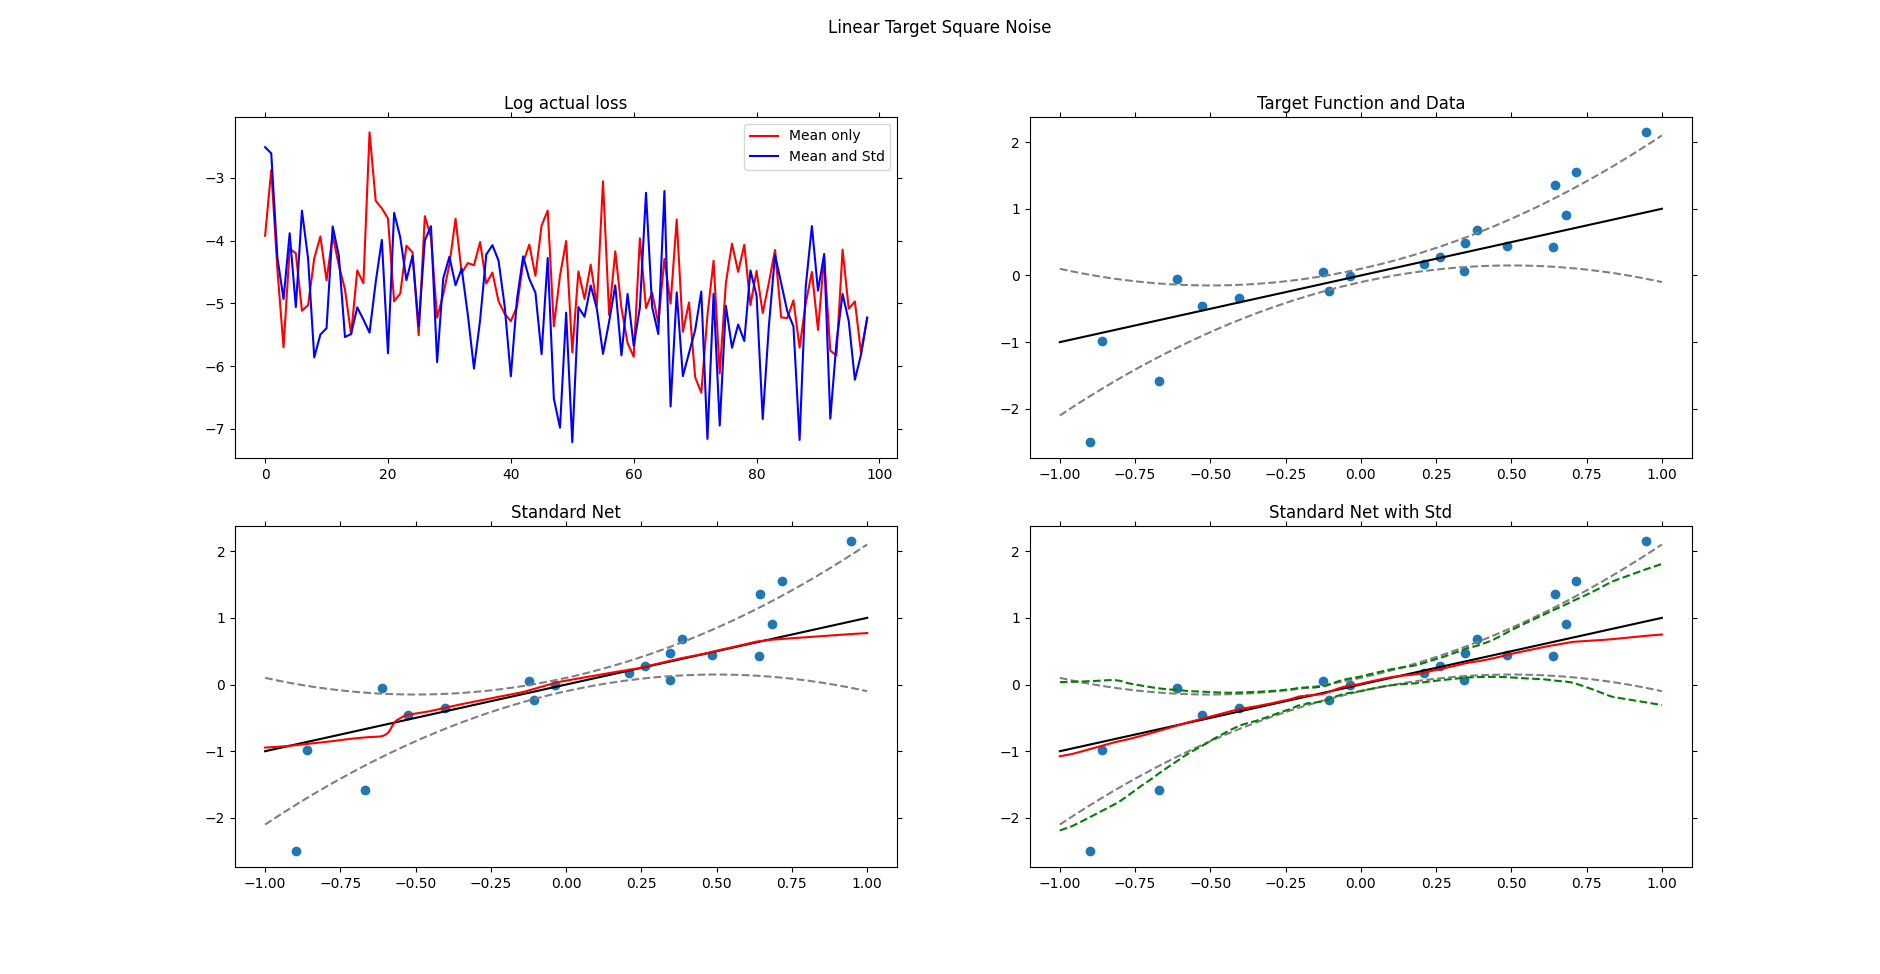 Linear Target Square Noise
Log actual loss
Mean only
Mean and Std
−3
−4
−5
−6
−7
0 20 40 60 80 100
Target Function and Data
2
1
0
−1
−2
−1.00 −0.75 −0.50 −0.25 0.00 0.25 0.50 0.75 1.00
Standard Net
2
1
0
−1
−2
−1.00 −0.75 −0.50 −0.25 0.00 0.25 0.50 0.75 1.00
Standard Net with Std
2
1
0
−1
−2
−1.00 −0.75 −0.50 −0.25 0.00 0.25 0.50 0.75 1.00